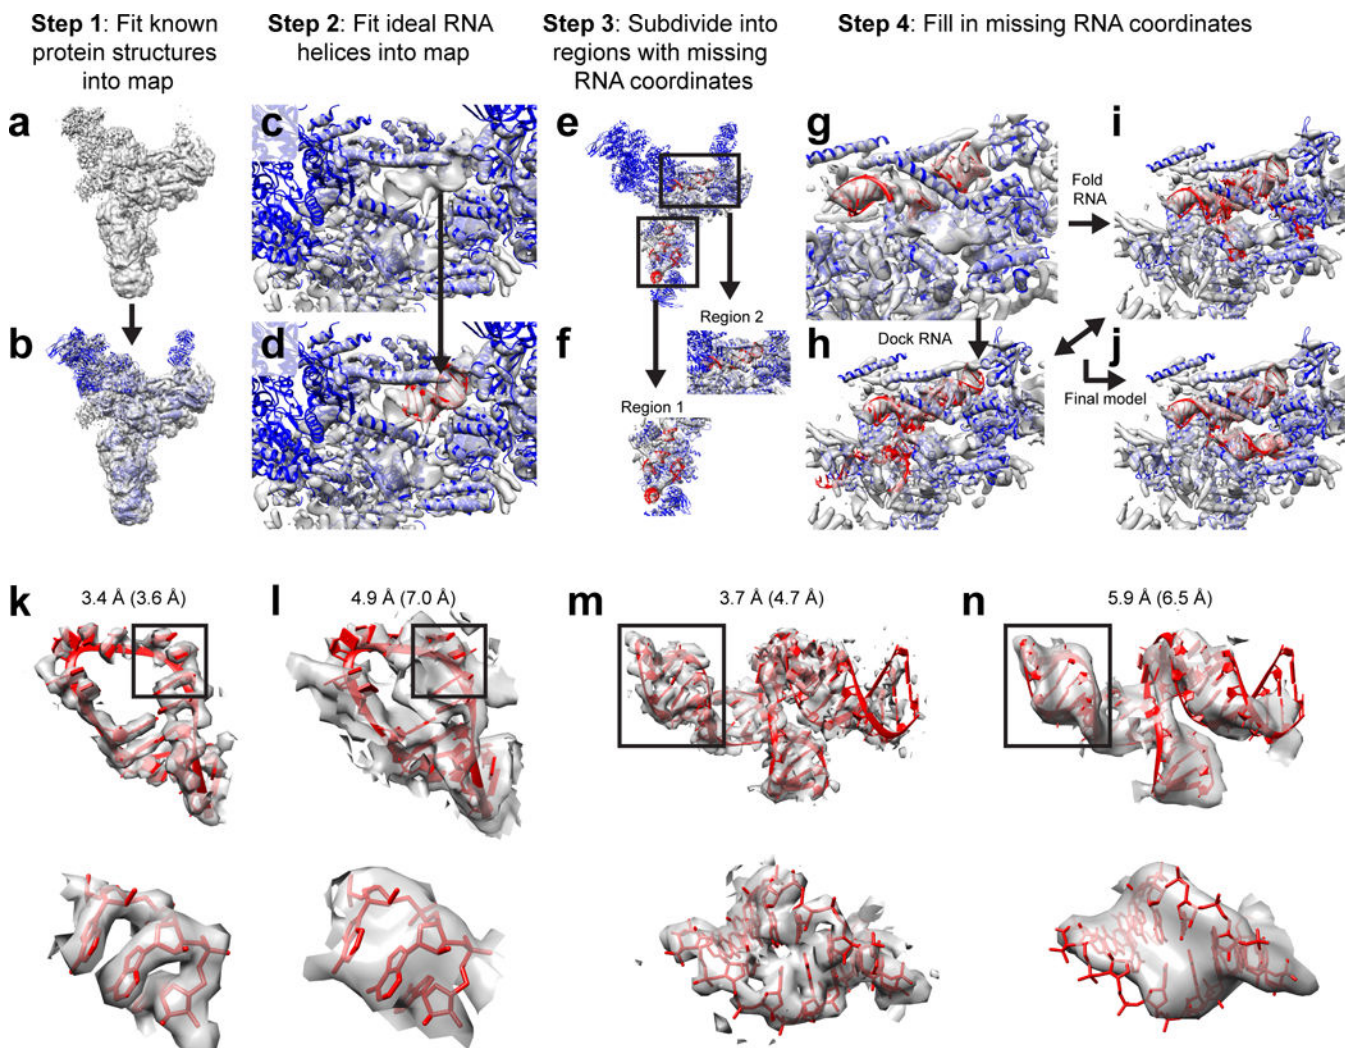 Step 1: Fit known
protein structures
into map
Step 2: Fit ideal RNA
helices into map
Step 3: Subdivide into
regions with missing
RNA coordinates
Step 4: Fill in missing RNA coordinates
a
b
c
d
e
f
Region 2
Region 1
g
Fold
RNA
i
Dock RNA
h
j
Final model
k
3.4 Å (3.6 Å)
l
4.9 Å (7.0 Å)
m
3.7 Å (4.7 Å)
n
5.9 Å (6.5 Å)